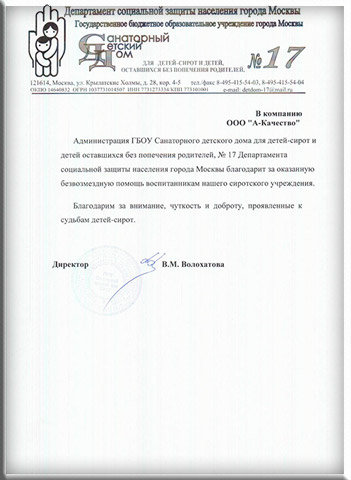 Департамент социальной защиты населения города Москвы
Государственное бюджетное образовательное учреждение города Москвы
Санаторный
Детский
Дом
ДЛЯ ДЕТЕЙ-СИРОТ И ДЕТЕЙ,
ОСТАВШИХСЯ БЕЗ ПОПЕЧЕНИЯ РОДИТЕЛЕЙ,
№17
121614, Москва, ул. Крылатские Холмы, д. 28, кор. 4-5 тел./факс 8-495-415-54-03, 8-495-415-54-04
ОКПО 14640832 ОГРН 1037731018507 ИНН 7731273334 КПП 773101001 e-mail: detdom-17@mail.ru
В компанию
ООО "А-Качество"
Администрация ГБОУ Санаторного детского дома для детей-сирот и
детей оставшихся без попечения родителей, № 17 Департамента
социальной защиты населения города Москвы благодарит за оказанную
безвозмездную помощь воспитанникам нашего сиротского учреждения.
Благодарим за внимание, чуткость и доброту, проявленные к
судьбам детей-сирот.
Директор В.М. Волохатова